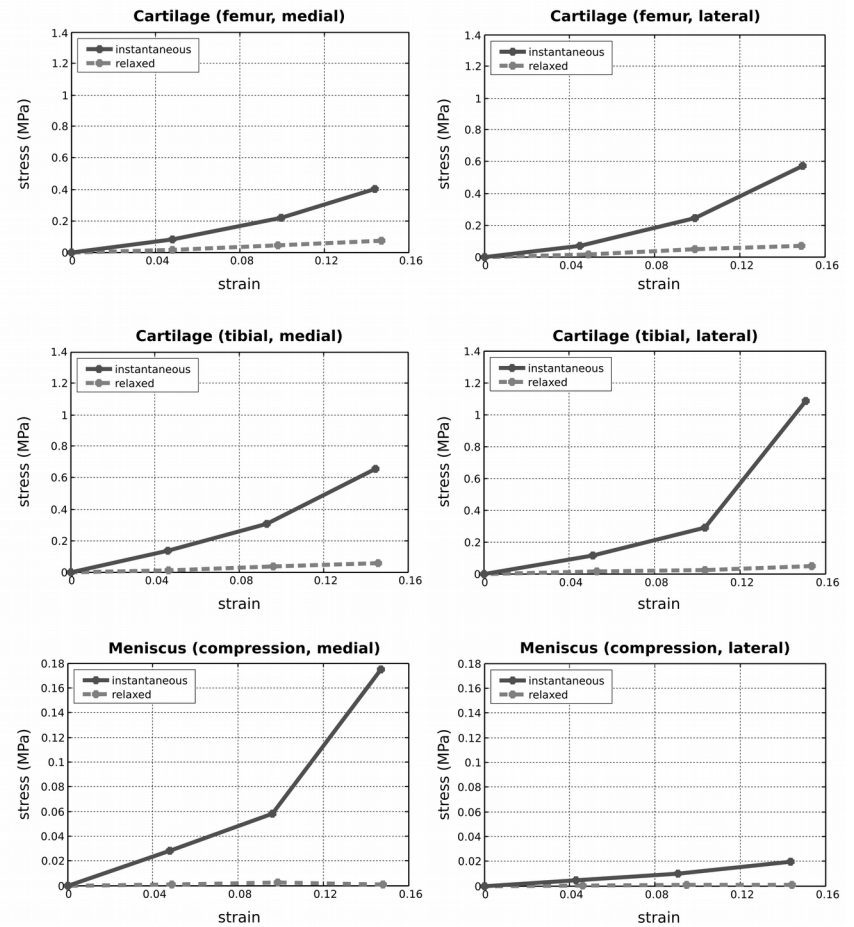 Cartilage (femur, medial)
1.4
1.2
1
0.8
0.6
0.4
0.2
0
stress (MPa)
instantaneous
relaxed
0
0.04
0.08
0.12
0.16
strain
Cartilage (femur, lateral)
1.4
1.2
1
0.8
0.6
0.4
0.2
0
stress (MPa)
instantaneous
relaxed
0
0.04
0.08
0.12
0.16
strain
Cartilage (tibial, medial)
1.4
1.2
1
0.8
0.6
0.4
0.2
0
stress (MPa)
instantaneous
relaxed
0
0.04
0.08
0.12
0.16
strain
Cartilage (tibial, lateral)
1.4
1.2
1
0.8
0.6
0.4
0.2
0
stress (MPa)
instantaneous
relaxed
0
0.04
0.08
0.12
0.16
strain
Meniscus (compression, medial)
0.18
0.16
0.14
0.12
0.1
0.08
0.06
0.04
0.02
0
stress (MPa)
instantaneous
relaxed
0
0.04
0.08
0.12
0.16
strain
Meniscus (compression, lateral)
0.18
0.16
0.14
0.12
0.1
0.08
0.06
0.04
0.02
0
stress (MPa)
instantaneous
relaxed
0
0.04
0.08
0.12
0.16
strain